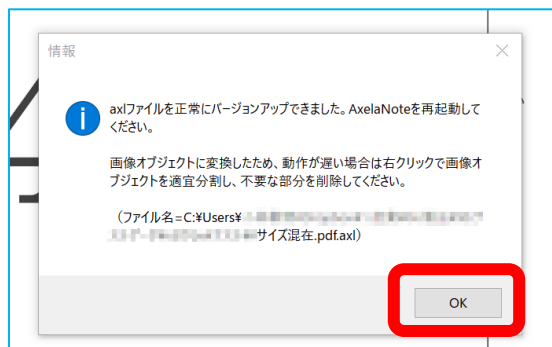 情報
axlファイルを正常にバージョンアップできました。AxelaNoteを再起動して
ください。
画像オブジェクトに変換したため、動作が遅い場合は右クリックで画像オ
ブジェクトを適宜分割し、不要な部分を削除してください。
（ファイル名=C:¥Users¥
サイズ混在.pdf.axl）
OK